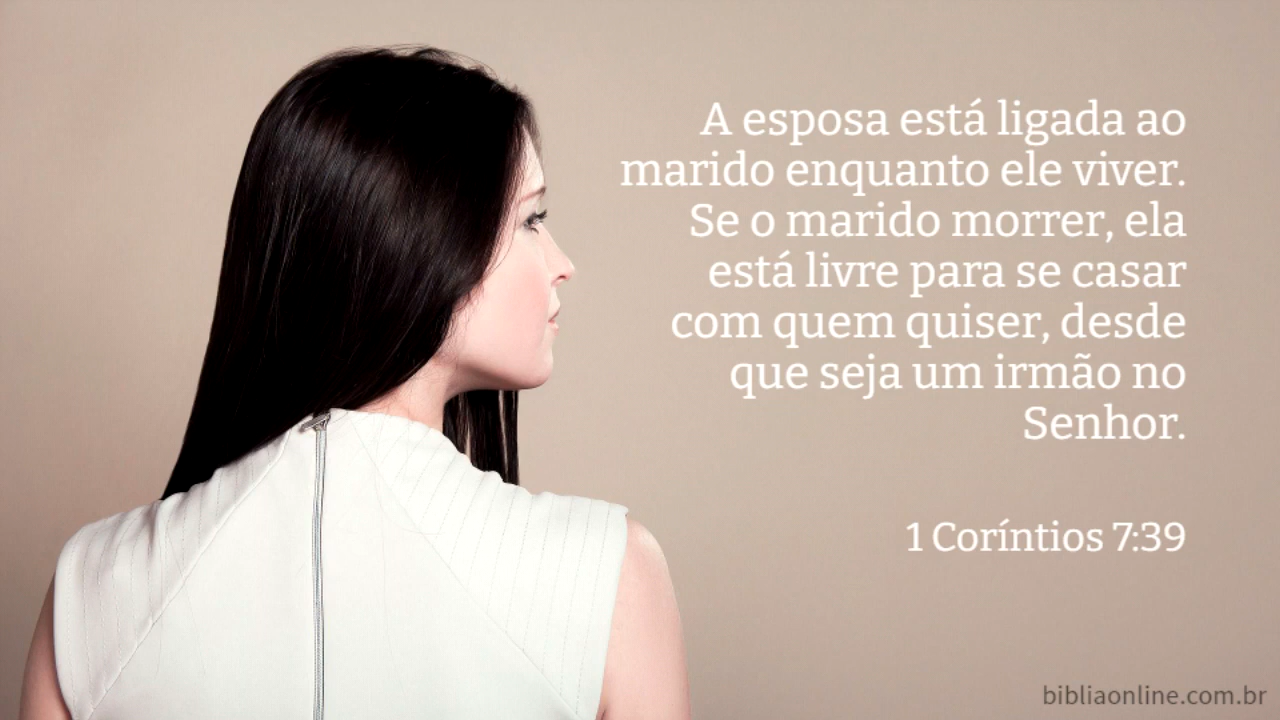 A esposa está ligada ao
marido enquanto ele viver.
Se o marido morrer, ela
está livre para se casar
com quem quiser, desde
que seja um irmão no
Senhor.
1 Coríntios 7:39
bibliaonline.com.br